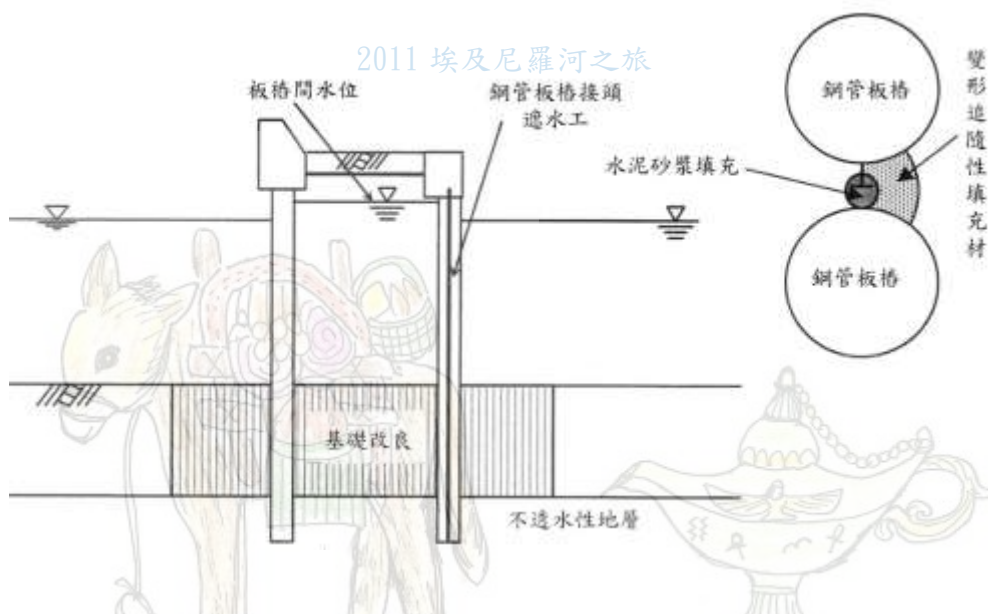 2011 埃及尼羅河之旅
板樁間水位
鋼管板樁接頭
遮水工
鋼管板樁
水泥砂漿填充
變形追隨性填充材
鋼管板樁
基礎改良
不透水性地層